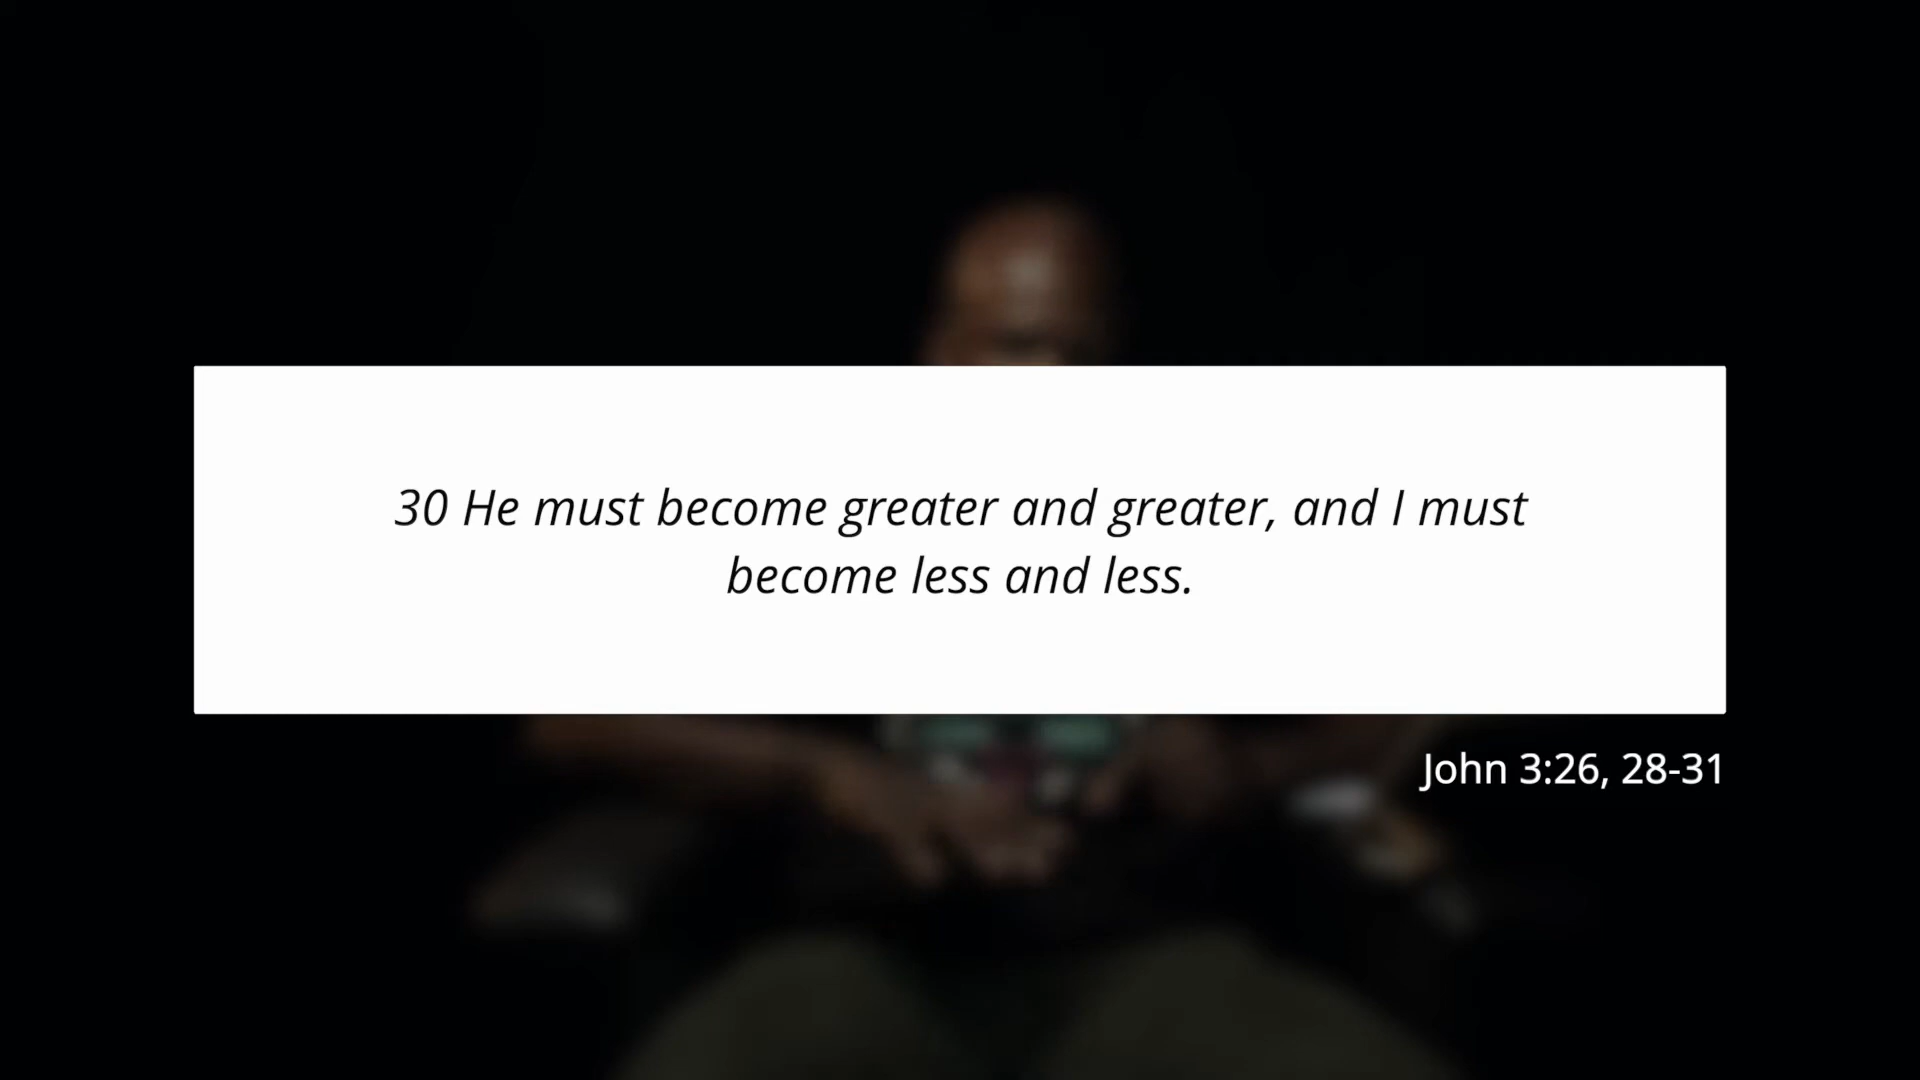 30 He must become greater and greater, and I must
become less and less.
John 3:26, 28-31